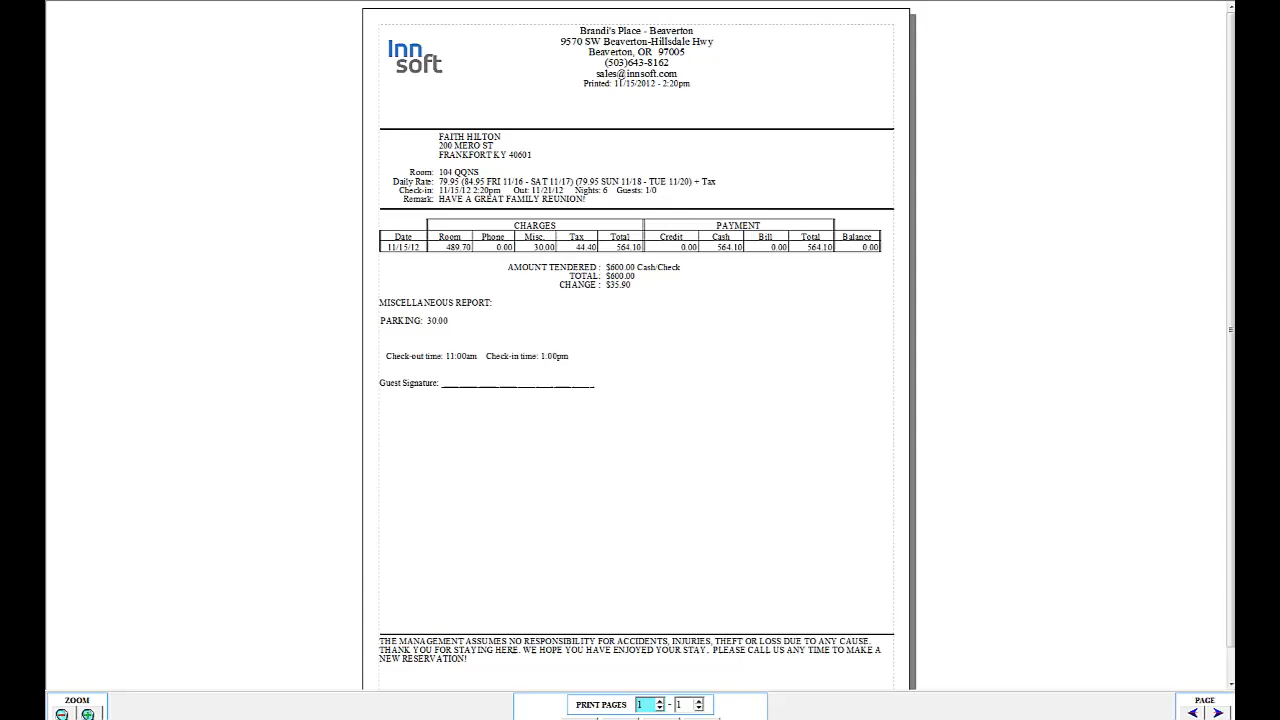 Inn
soft
Brandi's Place - Beaverton
9570 SW Beaverton-Hillsdale Hwy
Beaverton, OR 97005
(503)643-8162
sales@innsoft.com
Printed: 11/15/2012 - 2:20pm
FAITH HILTON
200 MERO ST
FRANKFORT KY 40601
Room: 104 QQNS
Daily Rate: 79.95 (84.95 FRI 11/16 - SAT 11/17) (79.95 SUN 11/18 - TUE 11/20) + Tax
Check-in: 11/15/12 2:20pm Out: 11/21/12 Nights: 6 Guests: 1/0
Remark: HAVE A GREAT FAMILY REUNION!
CHARGES PAYMENT
Date Room Phone Misc. Tax Total Credit Cash Bill Total Balance
11/15/12 489.70 0.00 30.00 44.40 564.10 0.00 564.10 0.00 564.10 0.00
AMOUNT TENDERED : $600.00 Cash/Check
TOTAL : $600.00
CHANGE : $35.90
MISCELLANEOUS REPORT:
PARKING: 30.00
Check-out time: 11:00am Check-in time: 1:00pm
Guest Signature:
THE MANAGEMENT ASSUMES NO RESPONSIBILITY FOR ACCIDENTS, INJURIES, THEFT OR LOSS DUE TO ANY CAUSE.
THANK YOU FOR STAYING HERE. WE HOPE YOU HAVE ENJOYED YOUR STAY. PLEASE CALL US ANY TIME TO MAKE A
NEW RESERVATION!
ZOOM
PRINT PAGES 1 - 1
PAGE